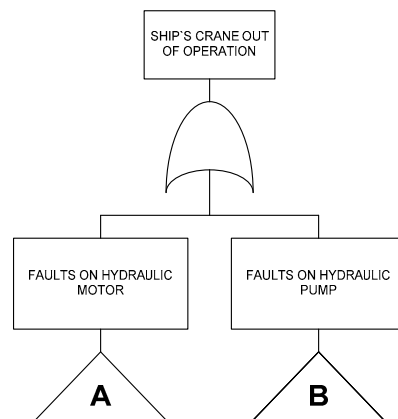 SHIP`S CRANE OUT
OF OPERATION
FAULTS ON HYDRAULIC
MOTOR
FAULTS ON HYDRAULIC
PUMP
A
B